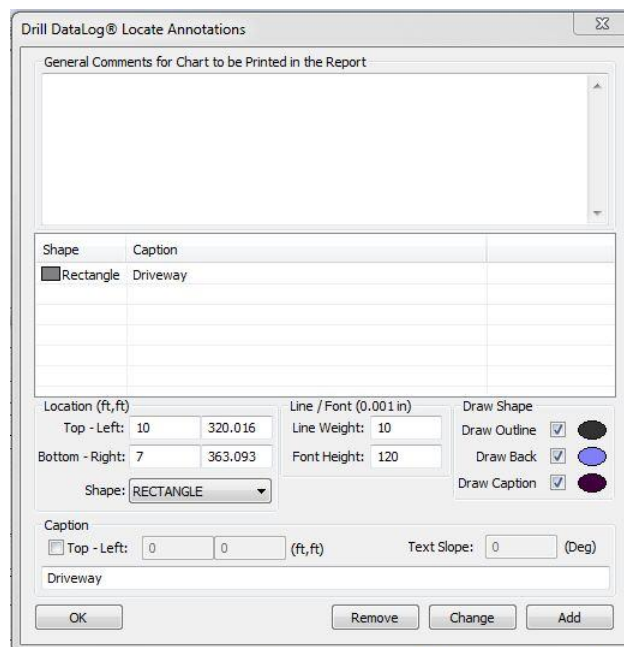 Drill DataLog® Locate Annotations
General Comments for Chart to be Printed in the Report
Shape Caption
Rectangle Driveway
Location (ft,ft) Line / Font (0.001 in) Draw Shape
Top - Left: 10 320.016 Line Weight: 10 Draw Outline
Bottom - Right: 7 363.093 Font Height: 120 Draw Back
Shape: RECTANGLE Draw Caption
Caption
Top - Left: 0 0 (ft,ft) Text Slope: 0 (Deg)
Driveway
OK Remove Change Add